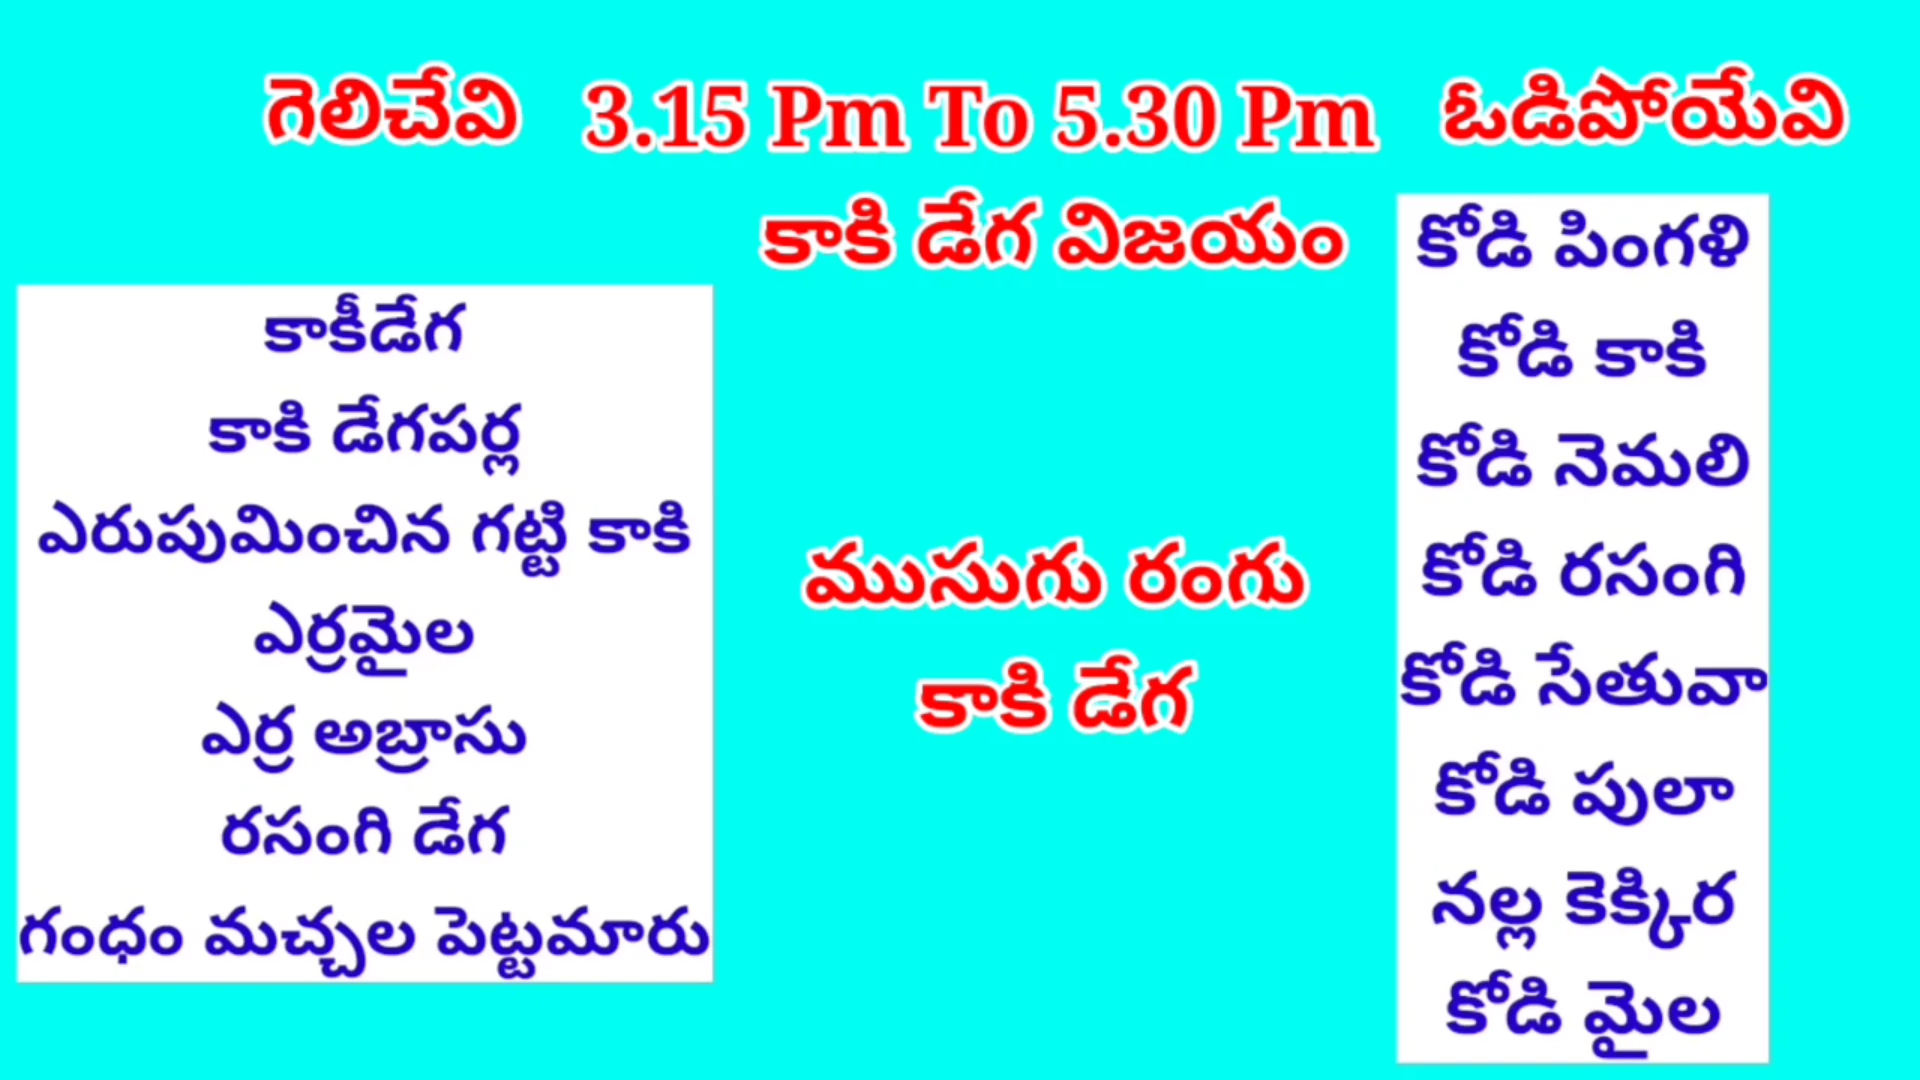 గెలిచేవి 3.15 Pm To 5.30 Pm ఓడిపోయేవి
కాకి డేగ విజయం
కాకీడేగ
కాకి డేగపర్ల
ఎరుపుమించిన గట్టి కాకి
ఎర్రమైల
ఎర్ర అబ్రాసు
రసంగి డేగ
గంధం మచ్చల పెట్టమారు
ముసుగు రంగు
కాకి డేగ
కోడి పింగళి
కోడి కాకి
కోడి నెమలి
కోడి రసంగి
కోడి సేతువా
కోడి పులా
నల్ల కెక్కిర
కోడి మైల